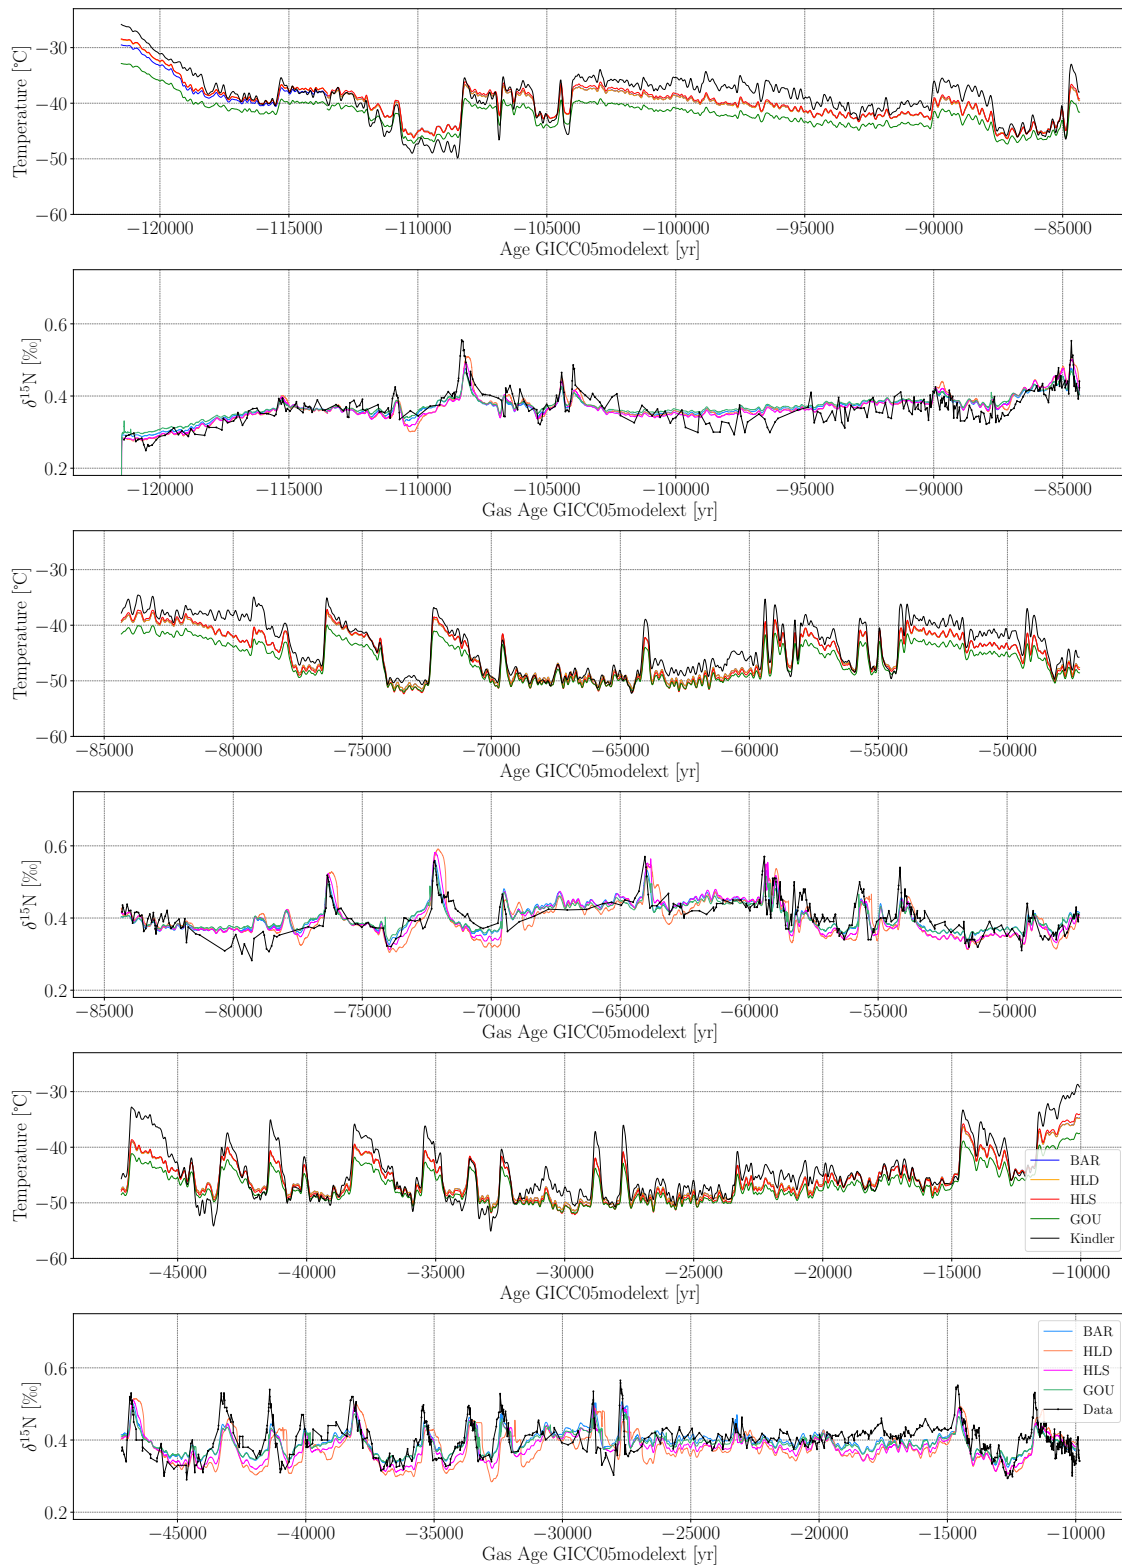 Temperature [°C]
−30
−40
−50
−60
−120000 −115000 −110000 −105000 −100000 −95000 −90000 −85000
Age GICC05modelext [yr]
δ¹⁵N [‰]
0.6
0.4
0.2
−120000 −115000 −110000 −105000 −100000 −95000 −90000 −85000
Gas Age GICC05modelext [yr]
Temperature [°C]
−30
−40
−50
−60
−85000 −80000 −75000 −70000 −65000 −60000 −55000 −50000
Age GICC05modelext [yr]
δ¹⁵N [‰]
0.6
0.4
0.2
−85000 −80000 −75000 −70000 −65000 −60000 −55000 −50000
Gas Age GICC05modelext [yr]
Temperature [°C]
−30
−40
−50
−60
BAR
HLD
HLS
GOU
Kindler
−45000 −40000 −35000 −30000 −25000 −20000 −15000 −10000
Age GICC05modelext [yr]
δ¹⁵N [‰]
0.6
0.4
0.2
BAR
HLD
HLS
GOU
Data
−45000 −40000 −35000 −30000 −25000 −20000 −15000 −10000
Gas Age GICC05modelext [yr]